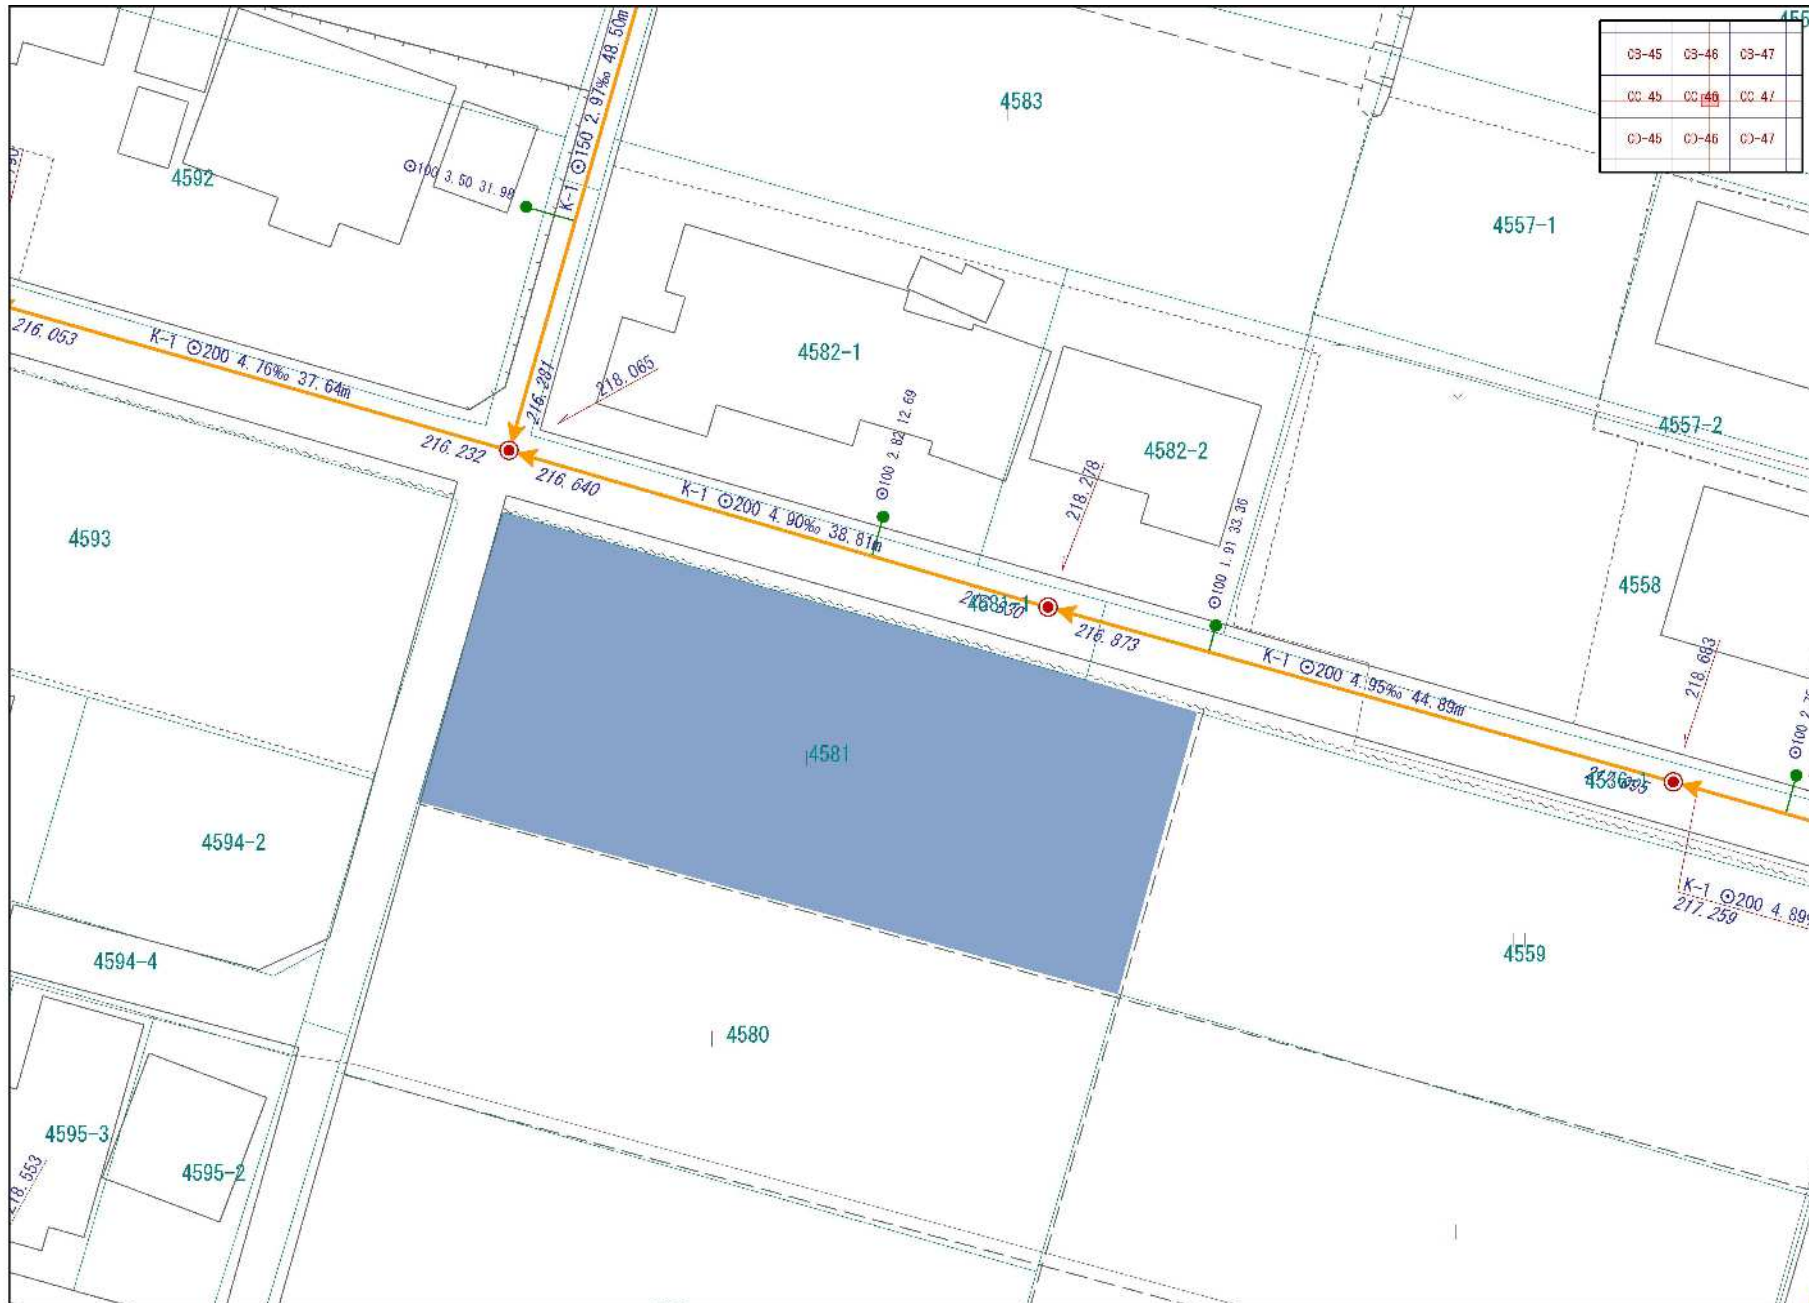 CB-45 CB-46 CB-47
CC-45 CC-46 CC-47
CD-45 CD-46 CD-47
4583
K-1 ⊙150 2.97‰ 48.50m
⊙100 3.50 31.98
4592
4557-1
216.053
K-1 ⊙200 4.76‰ 37.64m
4582-1
216.281
218.065
4557-2
⊙100 2.82 12.69
216.232
4582-2
216.640
K-1 ⊙200 4.90‰ 38.81m
218.278
4593
⊙100 1.91 33.36
4558
216.873
K-1 ⊙200 4.95‰ 44.89m
218.683
4581
4594-2
K-1 ⊙200 4.89
217.259
4559
4594-4
4580
4595-3
4595-2
218.553